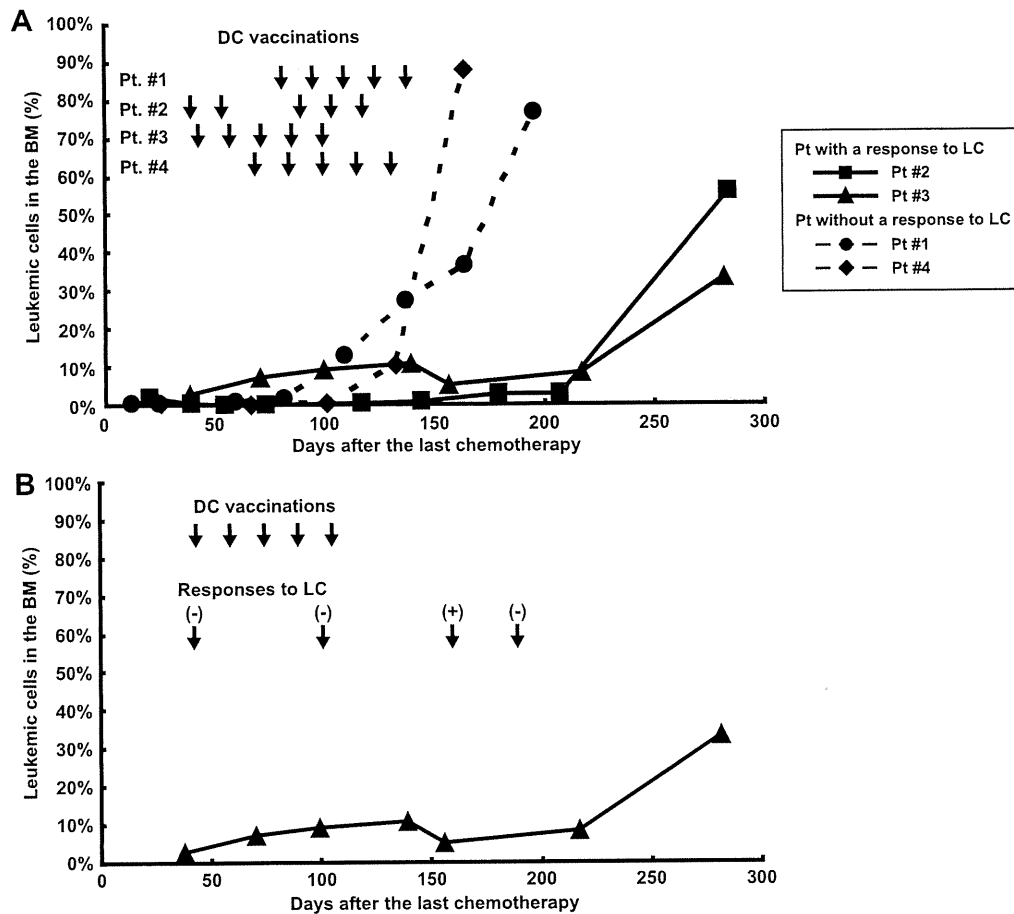 A
100%
90%
80%
70%
60%
50%
40%
30%
20%
10%
0%
Leukemic cells in the BM (%)
DC vaccinations
Pt. #1
Pt. #2
Pt. #3
Pt. #4
0 50 100 150 200 250 300
Days after the last chemotherapy
Pt with a response to LC
Pt #2
Pt #3
Pt without a response to LC
Pt #1
Pt #4
B
100%
90%
80%
70%
60%
50%
40%
30%
20%
10%
0%
Leukemic cells in the BM (%)
DC vaccinations
Responses to LC
(-) (-) (+) (-)
0 50 100 150 200 250 300
Days after the last chemotherapy